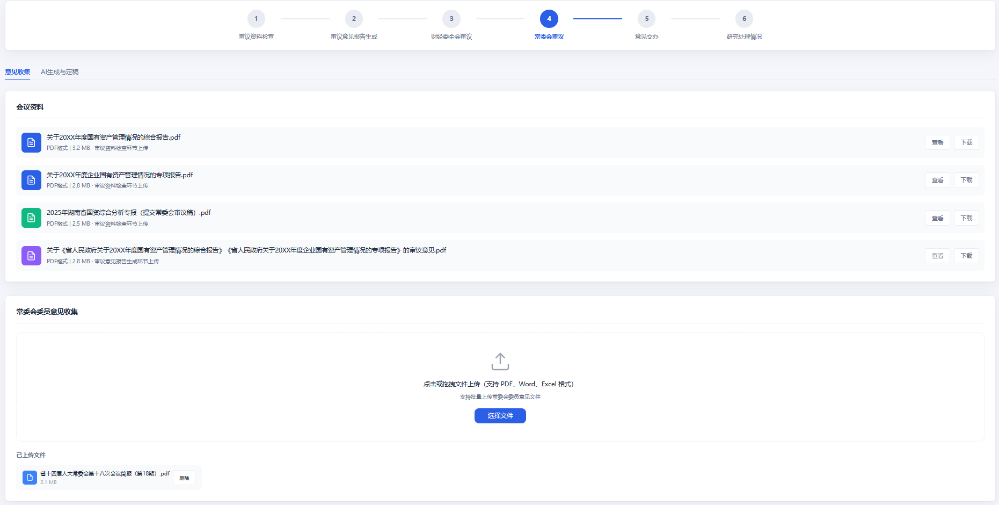 1
2
3
4
5
6
审议资料检查
审议意见报告生成
财经委全会审议
常委会审议
意见交办
研究处理情况
意见收集
AI生成与定稿
会议资料
关于20XX年度国有资产管理情况的综合报告.pdf
PDF格式 | 3.2 MB · 审议资料检查环节上传
查看
下载
关于20XX年度企业国有资产管理情况的专项报告.pdf
PDF格式 | 2.8 MB · 审议资料检查环节上传
查看
下载
2025年湖南省国资综合分析专报（提交常委会审议稿）.pdf
PDF格式 | 2.5 MB · 审议资料检查环节上传
查看
下载
关于《省人民政府关于20XX年度国有资产管理情况的综合报告》《省人民政府关于20XX年度企业国有资产管理情况的专项报告》的审议意见.pdf
PDF格式 | 2.8 MB · 审议意见报告生成环节上传
查看
下载
常委会委员意见收集
点击或拖拽文件上传（支持 PDF、Word、Excel 格式）
支持批量上传常委会委员意见文件
选择文件
已上传文件
省十四届人大常委会第十八次会议简报（第18期）.pdf
2.1 MB
删除